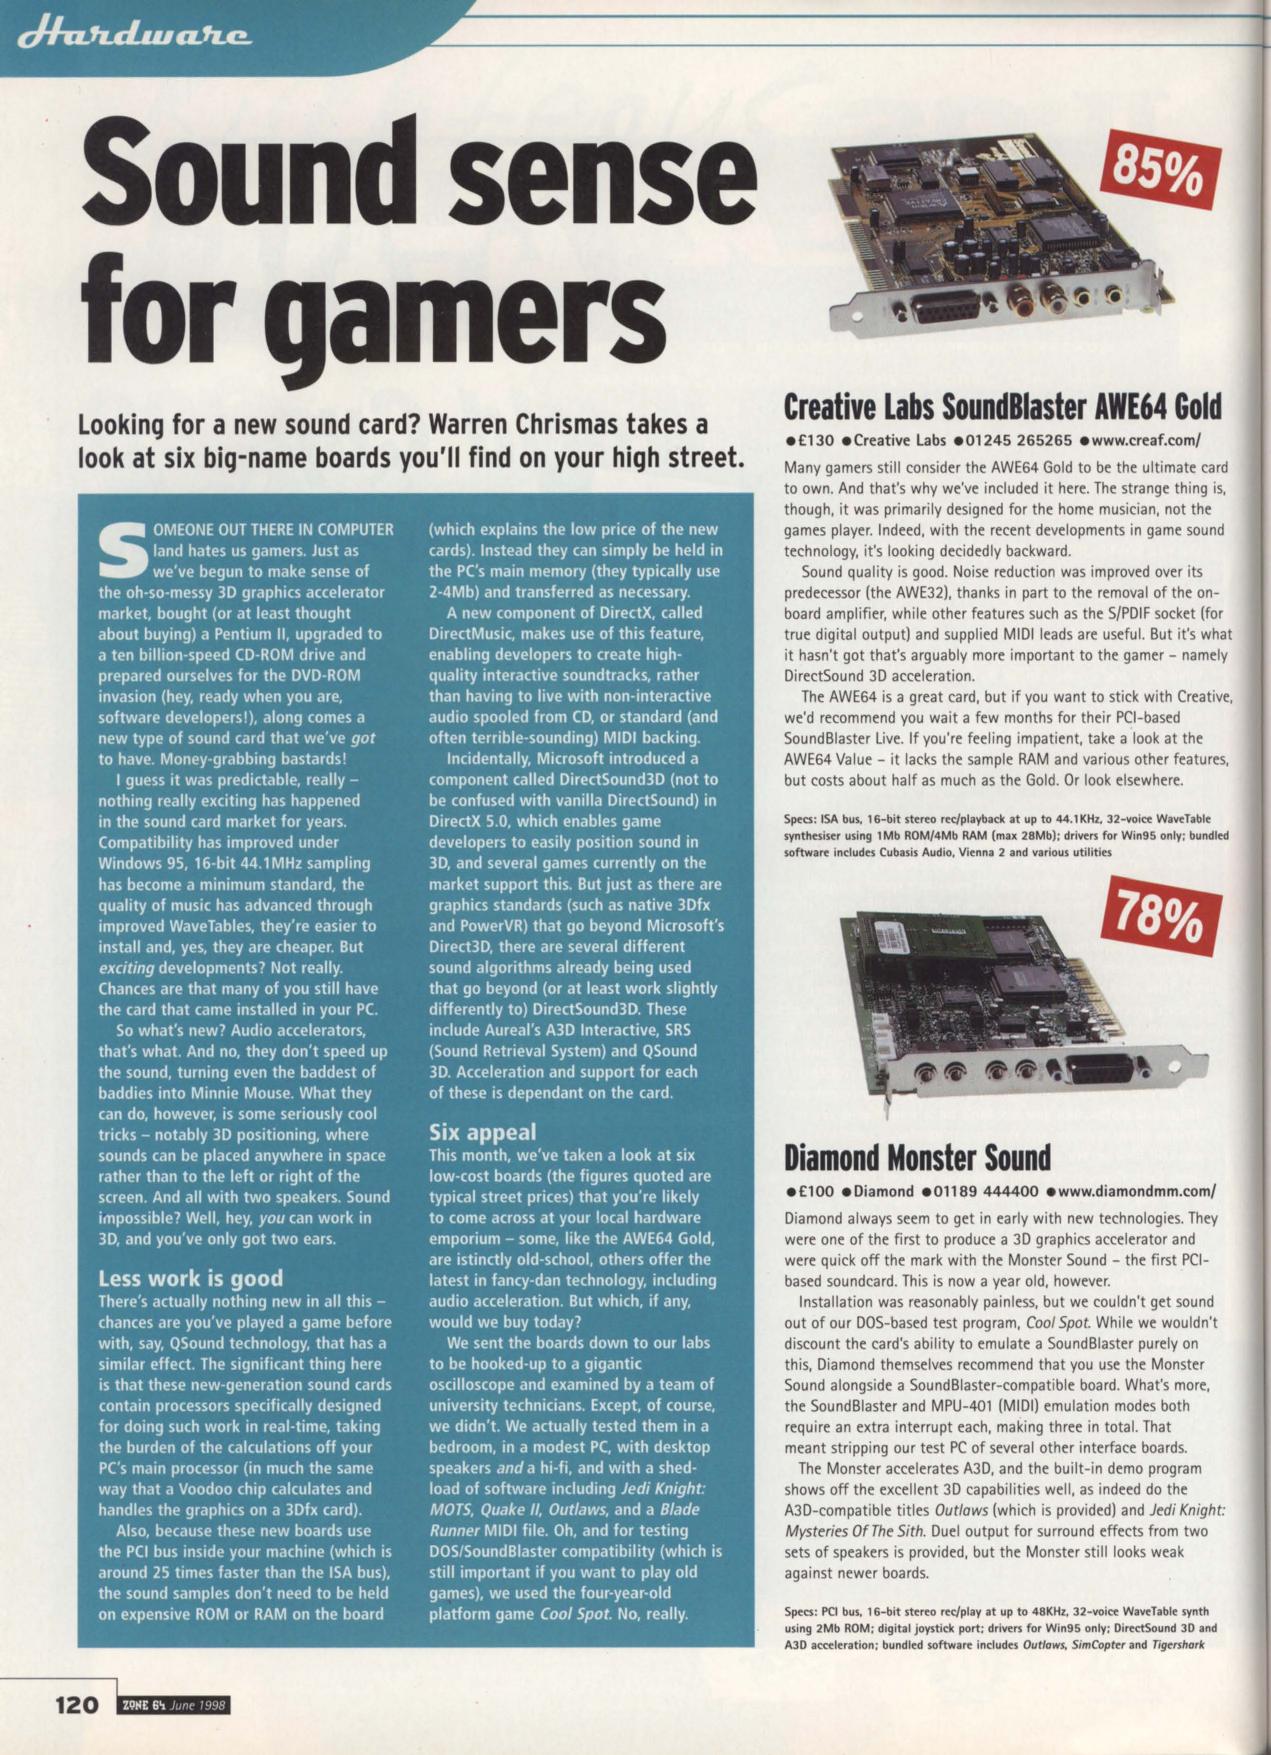 Hardware
Sound sense
for gamers
Looking for a new sound card? Warren Chrismas takes a
look at six big-name boards you'll find on your high street.
SOMEONE OUT THERE IN COMPUTER
land hates us gamers. Just as
we've begun to make sense of
the oh-so-messy 3D graphics accelerator
market, bought (or at least thought
about buying) a Pentium II, upgraded to
a ten billion-speed CD-ROM drive and
prepared ourselves for the DVD-ROM
invasion (hey, ready when you are,
software developers!), along comes a
new type of sound card that we've got
to have. Money-grabbing bastards!
I guess it was predictable, really –
nothing really exciting has happened
in the sound card market for years.
Compatibility has improved under
Windows 95, 16-bit 44.1MHz sampling
has become a minimum standard, the
quality of music has advanced through
improved WaveTables, they're easier to
install and, yes, they are cheaper. But
exciting developments? Not really.
Chances are that many of you still have
the card that came installed in your PC.
So what's new? Audio accelerators,
that's what. And no, they don't speed up
the sound, turning even the baddest of
baddies into Minnie Mouse. What they
can do, however, is some seriously cool
tricks – notably 3D positioning, where
sounds can be placed anywhere in space
rather than to the left or right of the
screen. And all with two speakers. Sound
impossible? Well, hey, you can work in
3D, and you've only got two ears.
Less work is good
There's actually nothing new in all this –
chances are you've played a game before
with, say, QSound technology, that has a
similar effect. The significant thing here
is that these new-generation sound cards
contain processors specifically designed
for doing such work in real-time, taking
the burden of the calculations off your
PC's main processor (in much the same
way that a Voodoo chip calculates and
handles the graphics on a 3Dfx card).
Also, because these new boards use
the PCI bus inside your machine (which is
around 25 times faster than the ISA bus),
the sound samples don't need to be held
on expensive ROM or RAM on the board
(which explains the low price of the new
cards). Instead they can simply be held in
the PC's main memory (they typically use
2-4Mb) and transferred as necessary.
A new component of DirectX, called
DirectMusic, makes use of this feature,
enabling developers to create high-
quality interactive soundtracks, rather
than having to live with non-interactive
audio spooled from CD, or standard (and
often terrible-sounding) MIDI backing.
Incidentally, Microsoft introduced a
component called DirectSound3D (not to
be confused with vanilla DirectSound) in
DirectX 5.0, which enables game
developers to easily position sound in
3D, and several games currently on the
market support this. But just as there are
graphics standards (such as native 3Dfx
and PowerVR) that go beyond Microsoft's
Direct3D, there are several different
sound algorithms already being used
that go beyond (or at least work slightly
differently to) DirectSound3D. These
include Aureal's A3D Interactive, SRS
(Sound Retrieval System) and QSound
3D. Acceleration and support for each
of these is dependant on the card.
Six appeal
This month, we've taken a look at six
low-cost boards (the figures quoted are
typical street prices) that you're likely
to come across at your local hardware
emporium – some, like the AWE64 Gold,
are istinctly old-school, others offer the
latest in fancy-dan technology, including
audio acceleration. But which, if any,
would we buy today?
We sent the boards down to our labs
to be hooked-up to a gigantic
oscilloscope and examined by a team of
university technicians. Except, of course,
we didn't. We actually tested them in a
bedroom, in a modest PC, with desktop
speakers and a hi-fi, and with a shed-
load of software including Jedi Knight:
MOTS, Quake II, Outlaws, and a Blade
Runner MIDI file. Oh, and for testing
DOS/SoundBlaster compatibility (which is
still important if you want to play old
games), we used the four-year-old
platform game Cool Spot. No, really.
85%
Creative Labs SoundBlaster AWE64 Gold
●£130 ●Creative Labs ●01245 265265 ●www.creaf.com/
Many gamers still consider the AWE64 Gold to be the ultimate card
to own. And that's why we've included it here. The strange thing is,
though, it was primarily designed for the home musician, not the
games player. Indeed, with the recent developments in game sound
technology, it's looking decidedly backward.
Sound quality is good. Noise reduction was improved over its
predecessor (the AWE32), thanks in part to the removal of the on-
board amplifier, while other features such as the S/PDIF socket (for
true digital output) and supplied MIDI leads are useful. But it's what
it hasn't got that's arguably more important to the gamer – namely
DirectSound 3D acceleration.
The AWE64 is a great card, but if you want to stick with Creative,
we'd recommend you wait a few months for their PCI-based
SoundBlaster Live. If you're feeling impatient, take a look at the
AWE64 Value – it lacks the sample RAM and various other features,
but costs about half as much as the Gold. Or look elsewhere.
Specs: ISA bus, 16-bit stereo rec/playback at up to 44.1KHz, 32-voice WaveTable
synthesiser using 1Mb ROM/4Mb RAM (max 28Mb); drivers for Win95 only; bundled
software includes Cubasis Audio, Vienna 2 and various utilities
78%
Diamond Monster Sound
●£100 ●Diamond ●01189 444400 ●www.diamondmm.com/
Diamond always seem to get in early with new technologies. They
were one of the first to produce a 3D graphics accelerator and
were quick off the mark with the Monster Sound – the first PCI-
based soundcard. This is now a year old, however.
Installation was reasonably painless, but we couldn't get sound
out of our DOS-based test program, Cool Spot. While we wouldn't
discount the card's ability to emulate a SoundBlaster purely on
this, Diamond themselves recommend that you use the Monster
Sound alongside a SoundBlaster-compatible board. What's more,
the SoundBlaster and MPU-401 (MIDI) emulation modes both
require an extra interrupt each, making three in total. That
meant stripping our test PC of several other interface boards.
The Monster accelerates A3D, and the built-in demo program
shows off the excellent 3D capabilities well, as indeed do the
A3D-compatible titles Outlaws (which is provided) and Jedi Knight:
Mysteries Of The Sith. Duel output for surround effects from two
sets of speakers is provided, but the Monster still looks weak
against newer boards.
Specs: PCI bus, 16-bit stereo rec/play at up to 48KHz, 32-voice WaveTable synth
using 2Mb ROM; digital joystick port; drivers for Win95 only; DirectSound 3D and
A3D acceleration; bundled software includes Outlaws, SimCopter and Tigershark
120 ZONE 64 June 1998